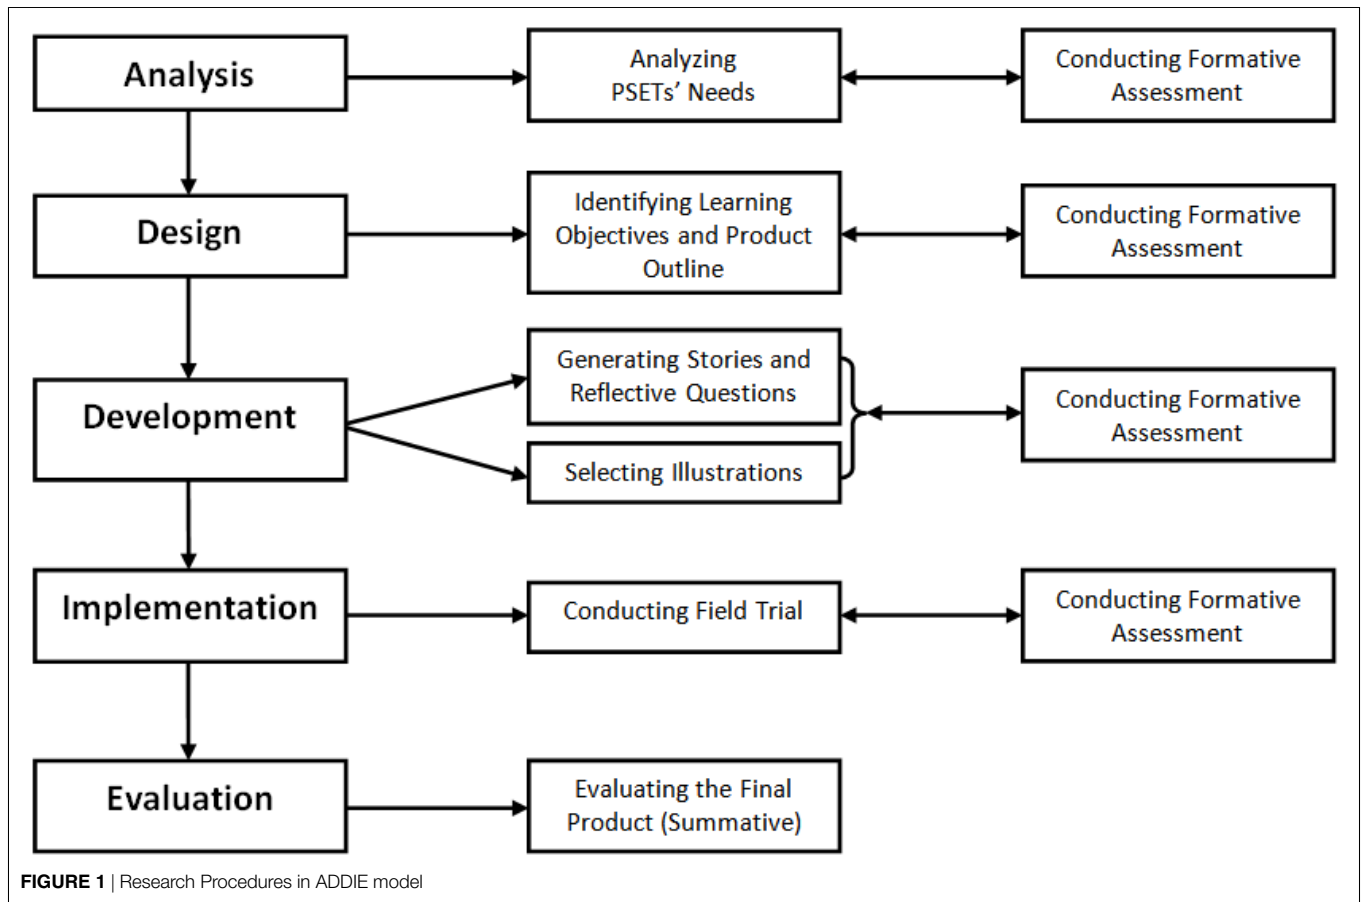 Analysis
Analyzing
PSETs' Needs
Conducting Formative
Assessment
Design
Identifying Learning
Objectives and Product
Outline
Conducting Formative
Assessment
Development
Generating Stories and
Reflective Questions
Selecting Illustrations
Conducting Formative
Assessment
Implementation
Conducting Field Trial
Conducting Formative
Assessment
Evaluation
Evaluating the Final
Product (Summative)
FIGURE 1 | Research Procedures in ADDIE model